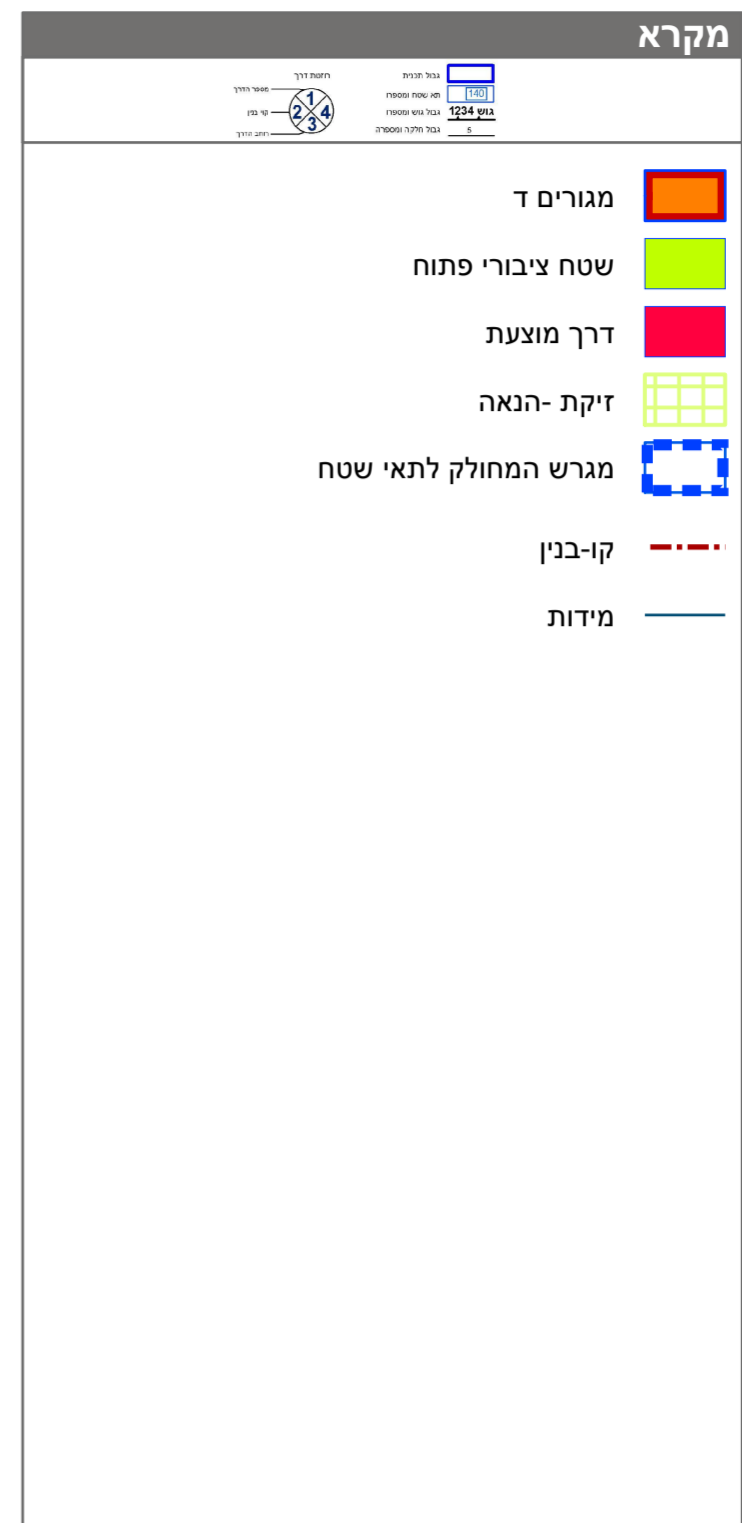 מקרא
גבול תכנית
תא שטח ומספרו 140
גבול גוש ומספרו גוש 1234
גבול חלקה ומספרה 5
רוזטת דרך
מספר הדרך
קווי בנין
רוחב הדרך
1
2 4
3
מגורים ד
שטח ציבורי פתוח
דרך מוצעת
זיקת -הנאה
מגרש המחולק לתאי שטח
קו-בנין
מידות